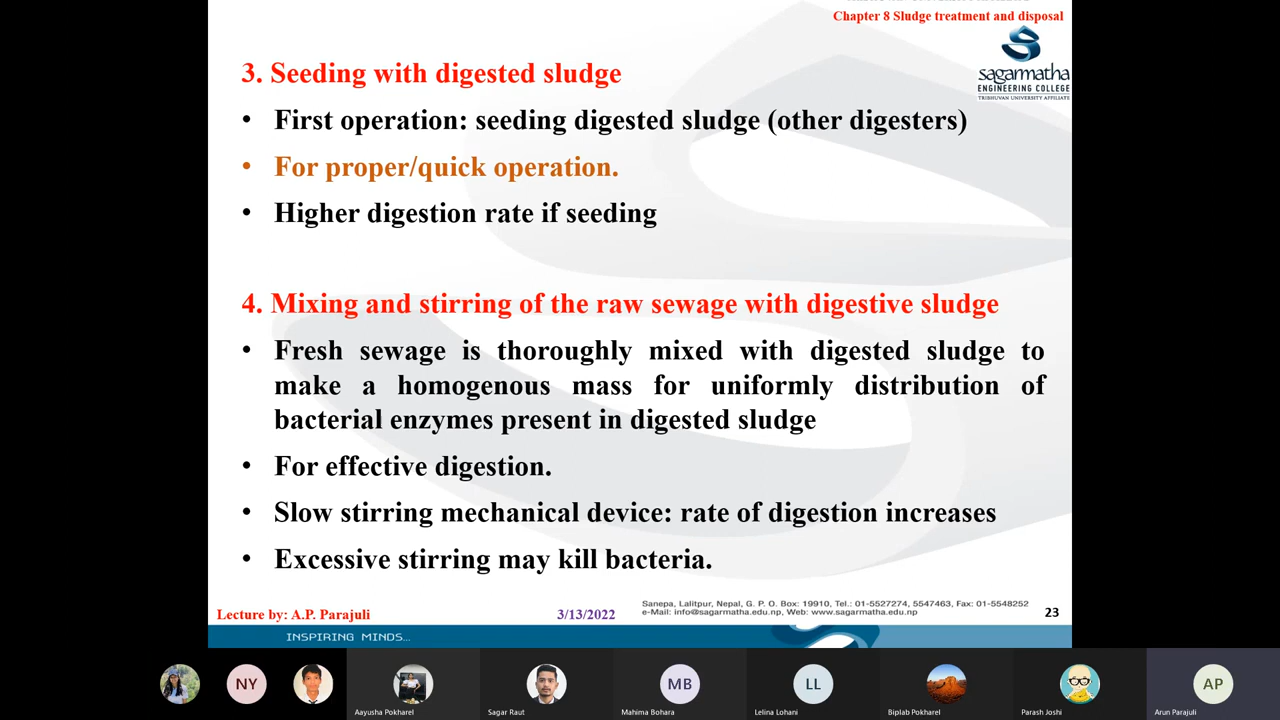 Chapter 8 Sludge treatment and disposal
sagarmatha
ENGINEERING COLLEGE
TRIBHUVAN UNIVERSITY AFFILIATE
3. Seeding with digested sludge
• First operation: seeding digested sludge (other digesters)
• For proper/quick operation.
• Higher digestion rate if seeding
4. Mixing and stirring of the raw sewage with digestive sludge
• Fresh sewage is thoroughly mixed with digested sludge to
make a homogenous mass for uniformly distribution of
bacterial enzymes present in digested sludge
• For effective digestion.
• Slow stirring mechanical device: rate of digestion increases
• Excessive stirring may kill bacteria.
Lecture by: A.P. Parajuli
3/13/2022
Sanepa, Lalitpur, Nepal, G. P. O. Box: 19910, Tel.: 01-5527274, 5547463, Fax: 01-5548252
e-Mail: info@sagarmatha.edu.np, Web: www.sagarmatha.edu.np
23
INSPIRING MINDS...
NY
MB
LL
AP
Aayusha Pokharel
Sagar Raut
Mahima Bohara
Lelina Lohani
Biplab Pokharel
Parash Joshi
Arun Parajuli